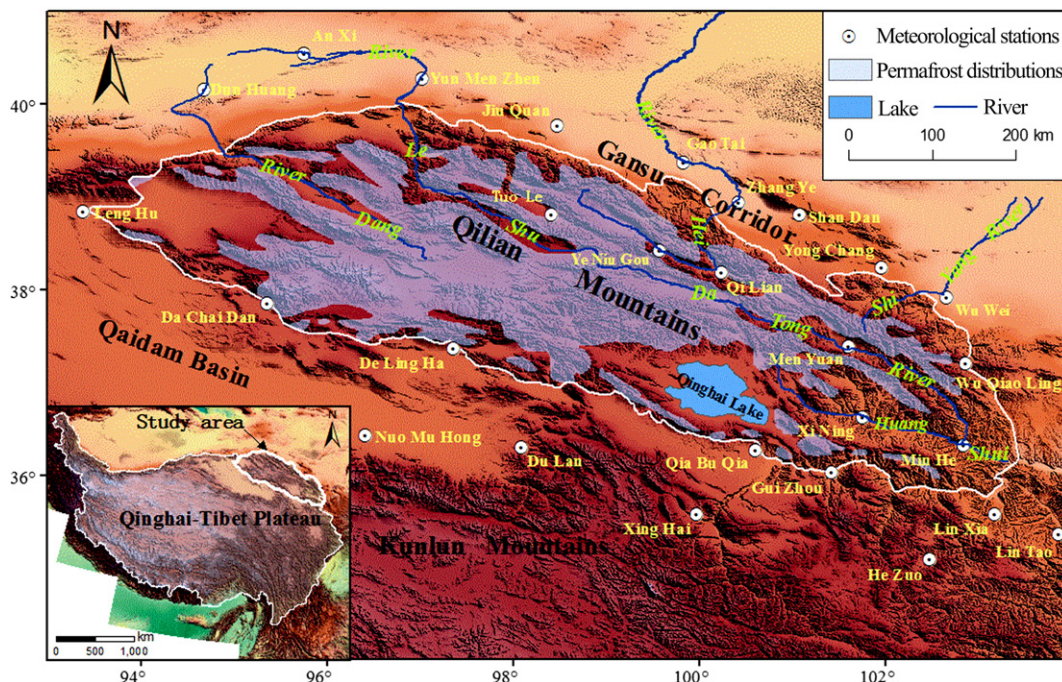 N
An Xi
River
Meteorological stations
Permafrost distributions
Lake
River
0 100 200 km
40°
Dun Huang
Yun Men Zhen
Jiu Quan
River
Gao Tai
Gansu
Corridor
Le
River
Tuo Le
Zhang Ye
Shan Dan
Leng Hu
Dang
Qilian
Shu
Hei
Yong Chang
Ye Niu Gou
Qi Lian
38°
Mountains
Da
Shi
Yang
River
Wu Wei
Da Chai Dan
Tong
Qaidam Basin
De Ling Ha
Men Yuan
River
Wu Qiao Ling
Qinghai Lake
Study area
N
Nuo Mu Hong
Xi Ning
Huang
36°
Du Lan
Qia Bu Qia
Min He
Shui
Gui Zhou
Qinghai-Tibet Plateau
Xing Hai
Lin Xia
Kunlun Mountains
Lin Tao
He Zuo
km
0 500 1,000
94° 96° 98° 100° 102°